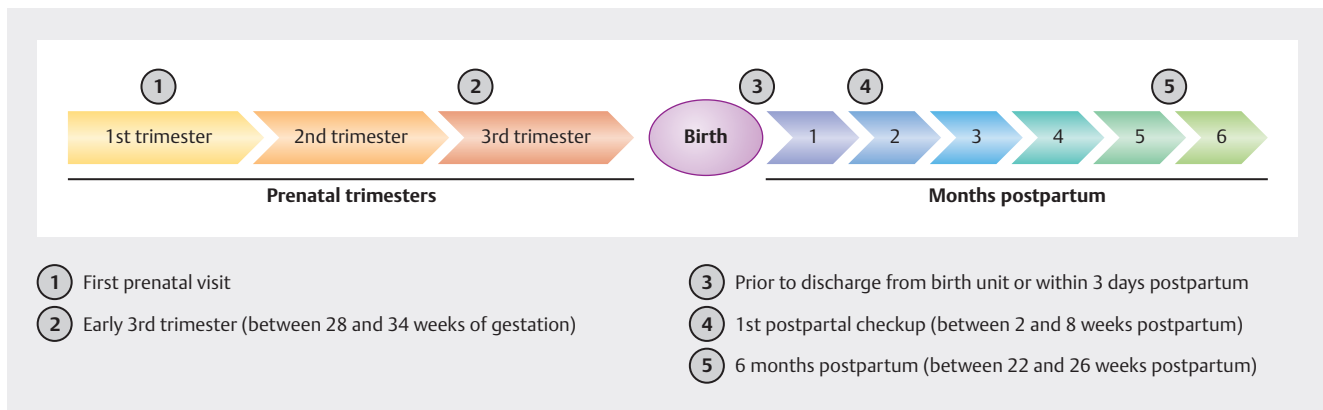 1 2 3 4 5
1st trimester 2nd trimester 3rd trimester Birth 1 2 3 4 5 6
Prenatal trimesters Months postpartum
1 First prenatal visit
2 Early 3rd trimester (between 28 and 34 weeks of gestation)
3 Prior to discharge from birth unit or within 3 days postpartum
4 1st postpartal checkup (between 2 and 8 weeks postpartum)
5 6 months postpartum (between 22 and 26 weeks postpartum)